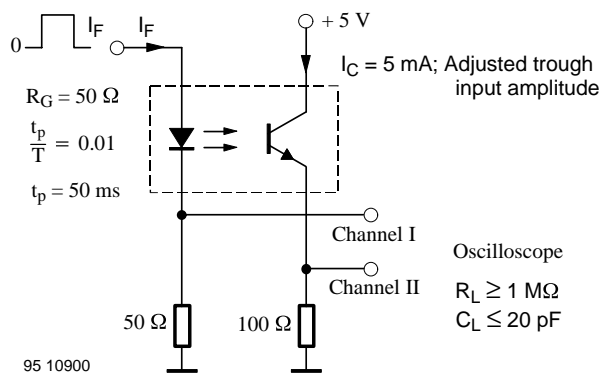 0
I_F
I_F
+ 5 V
I_C = 5 mA; Adjusted trough
input amplitude
R_G = 50 Ω
t_p
T
= 0.01
t_p = 50 ms
Channel I
Channel II
Oscilloscope
R_L ≥ 1 MΩ
C_L ≤ 20 pF
50 Ω
100 Ω
95 10900